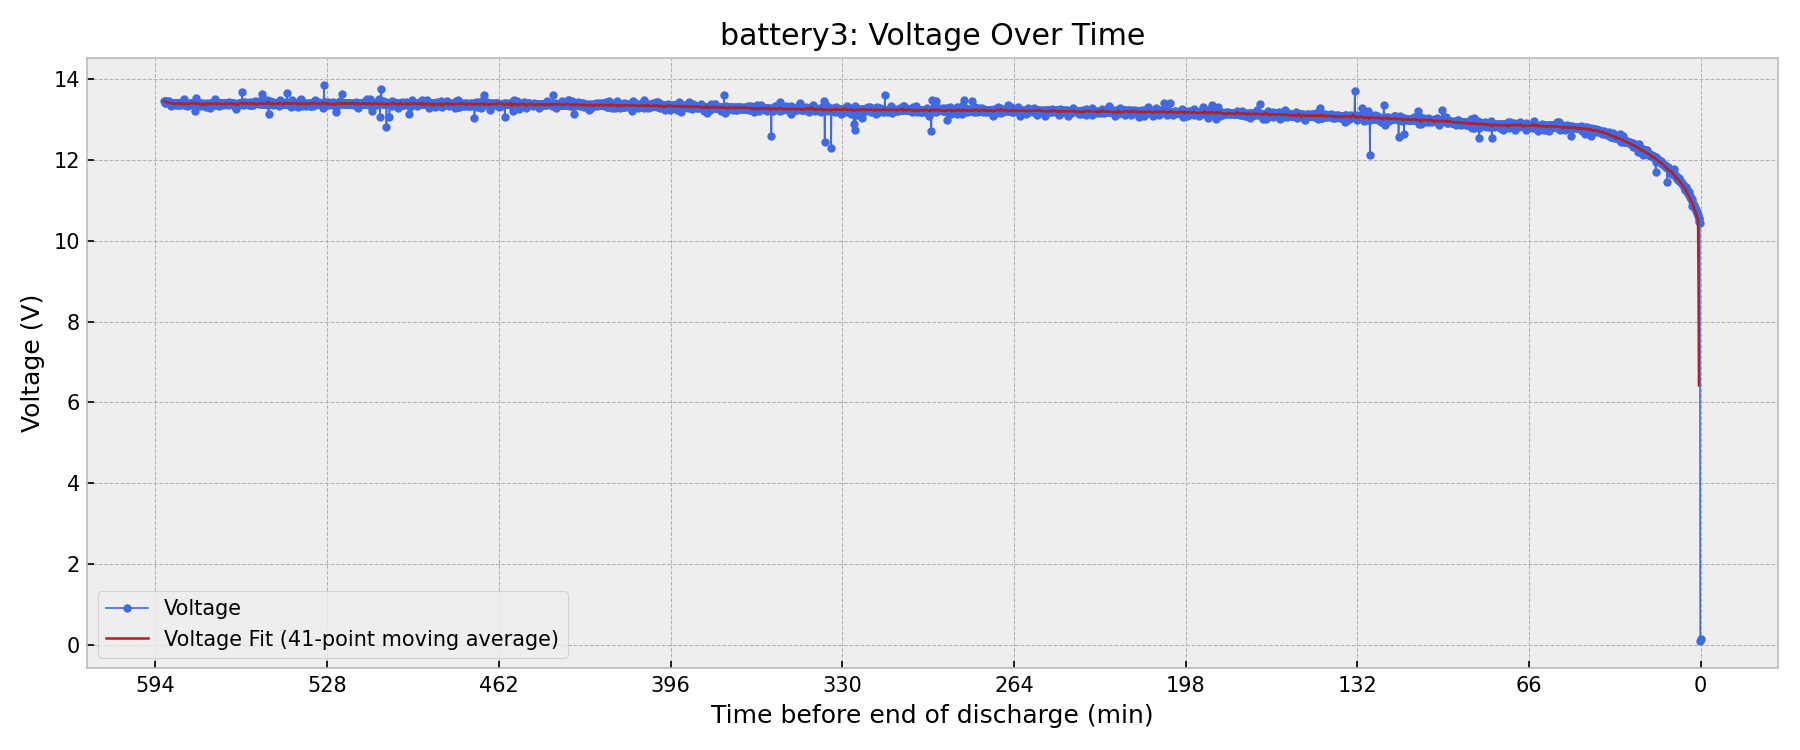 battery3: Voltage Over Time
Voltage (V)
14
12
10
8
6
4
2
0
Voltage
Voltage Fit (41-point moving average)
594 528 462 396 330 264 198 132 66 0
Time before end of discharge (min)